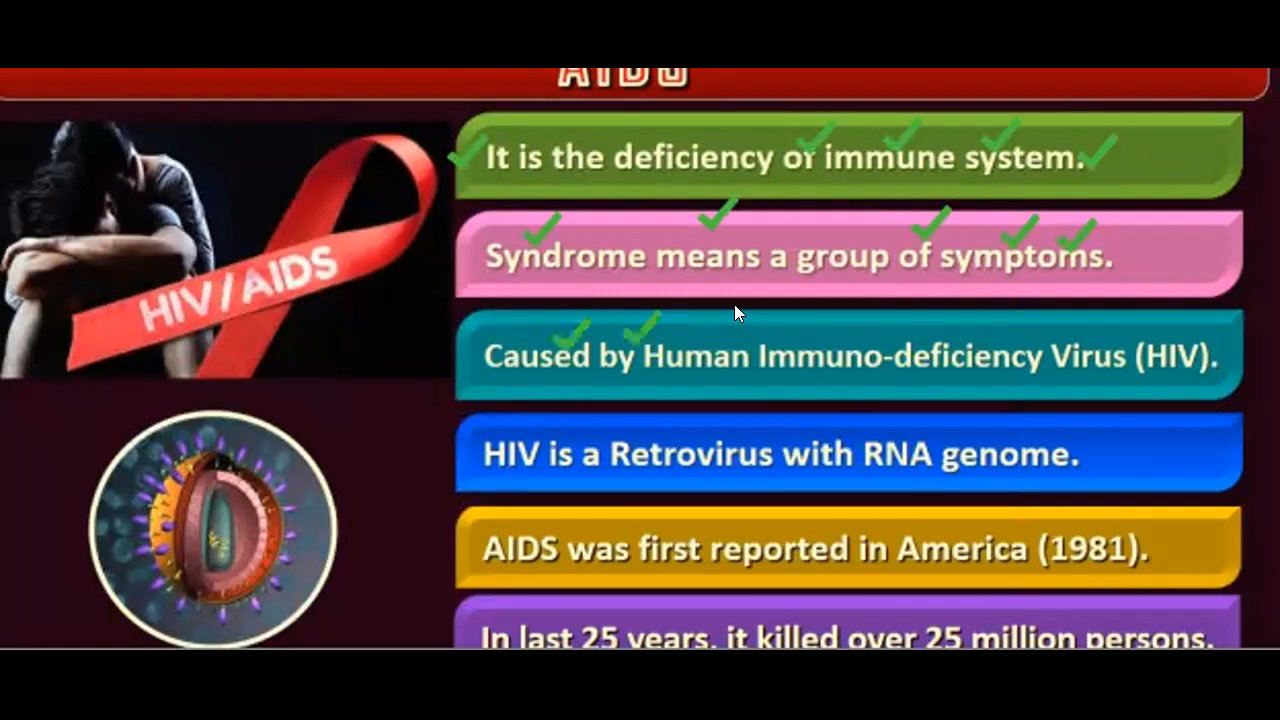 AIDS
It is the deficiency of immune system.
HIV/AIDS
Syndrome means a group of symptoms.
Caused by Human Immuno-deficiency Virus (HIV).
HIV is a Retrovirus with RNA genome.
AIDS was first reported in America (1981).
In last 25 years, it killed over 25 million persons.